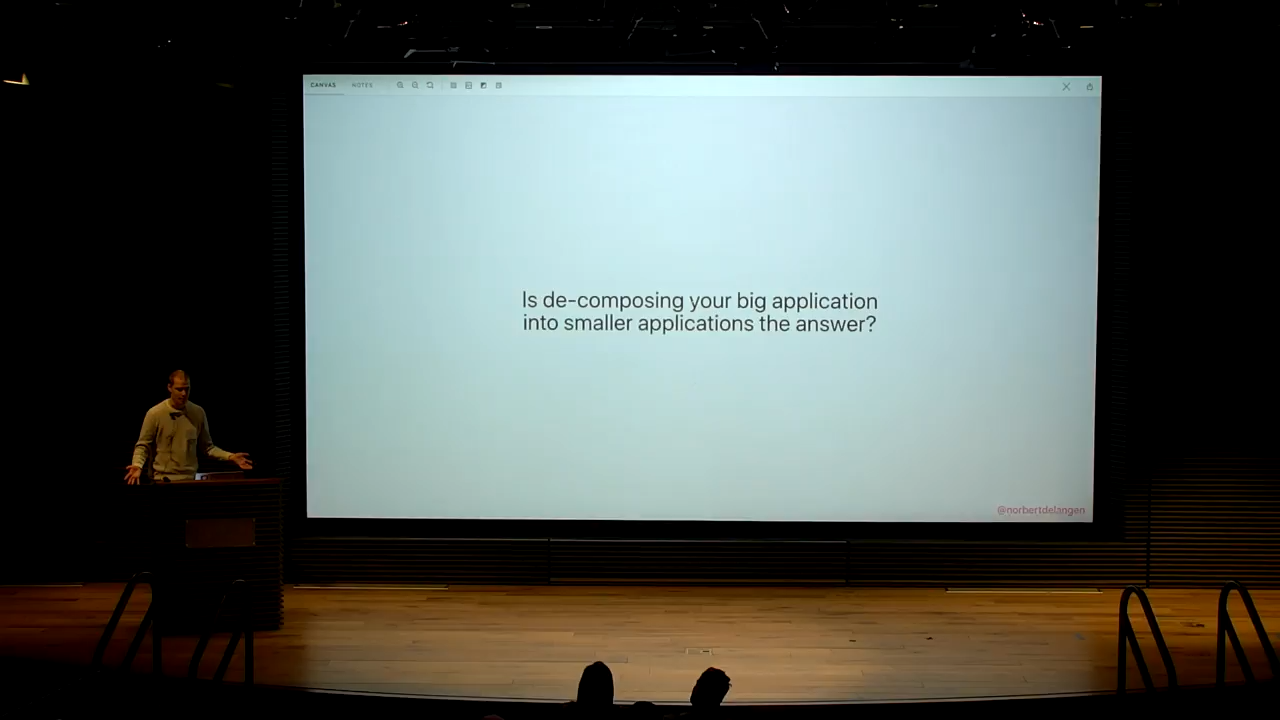 CANVAS NOTES
Is de-composing your big application
into smaller applications the answer?
@norbertdelangen